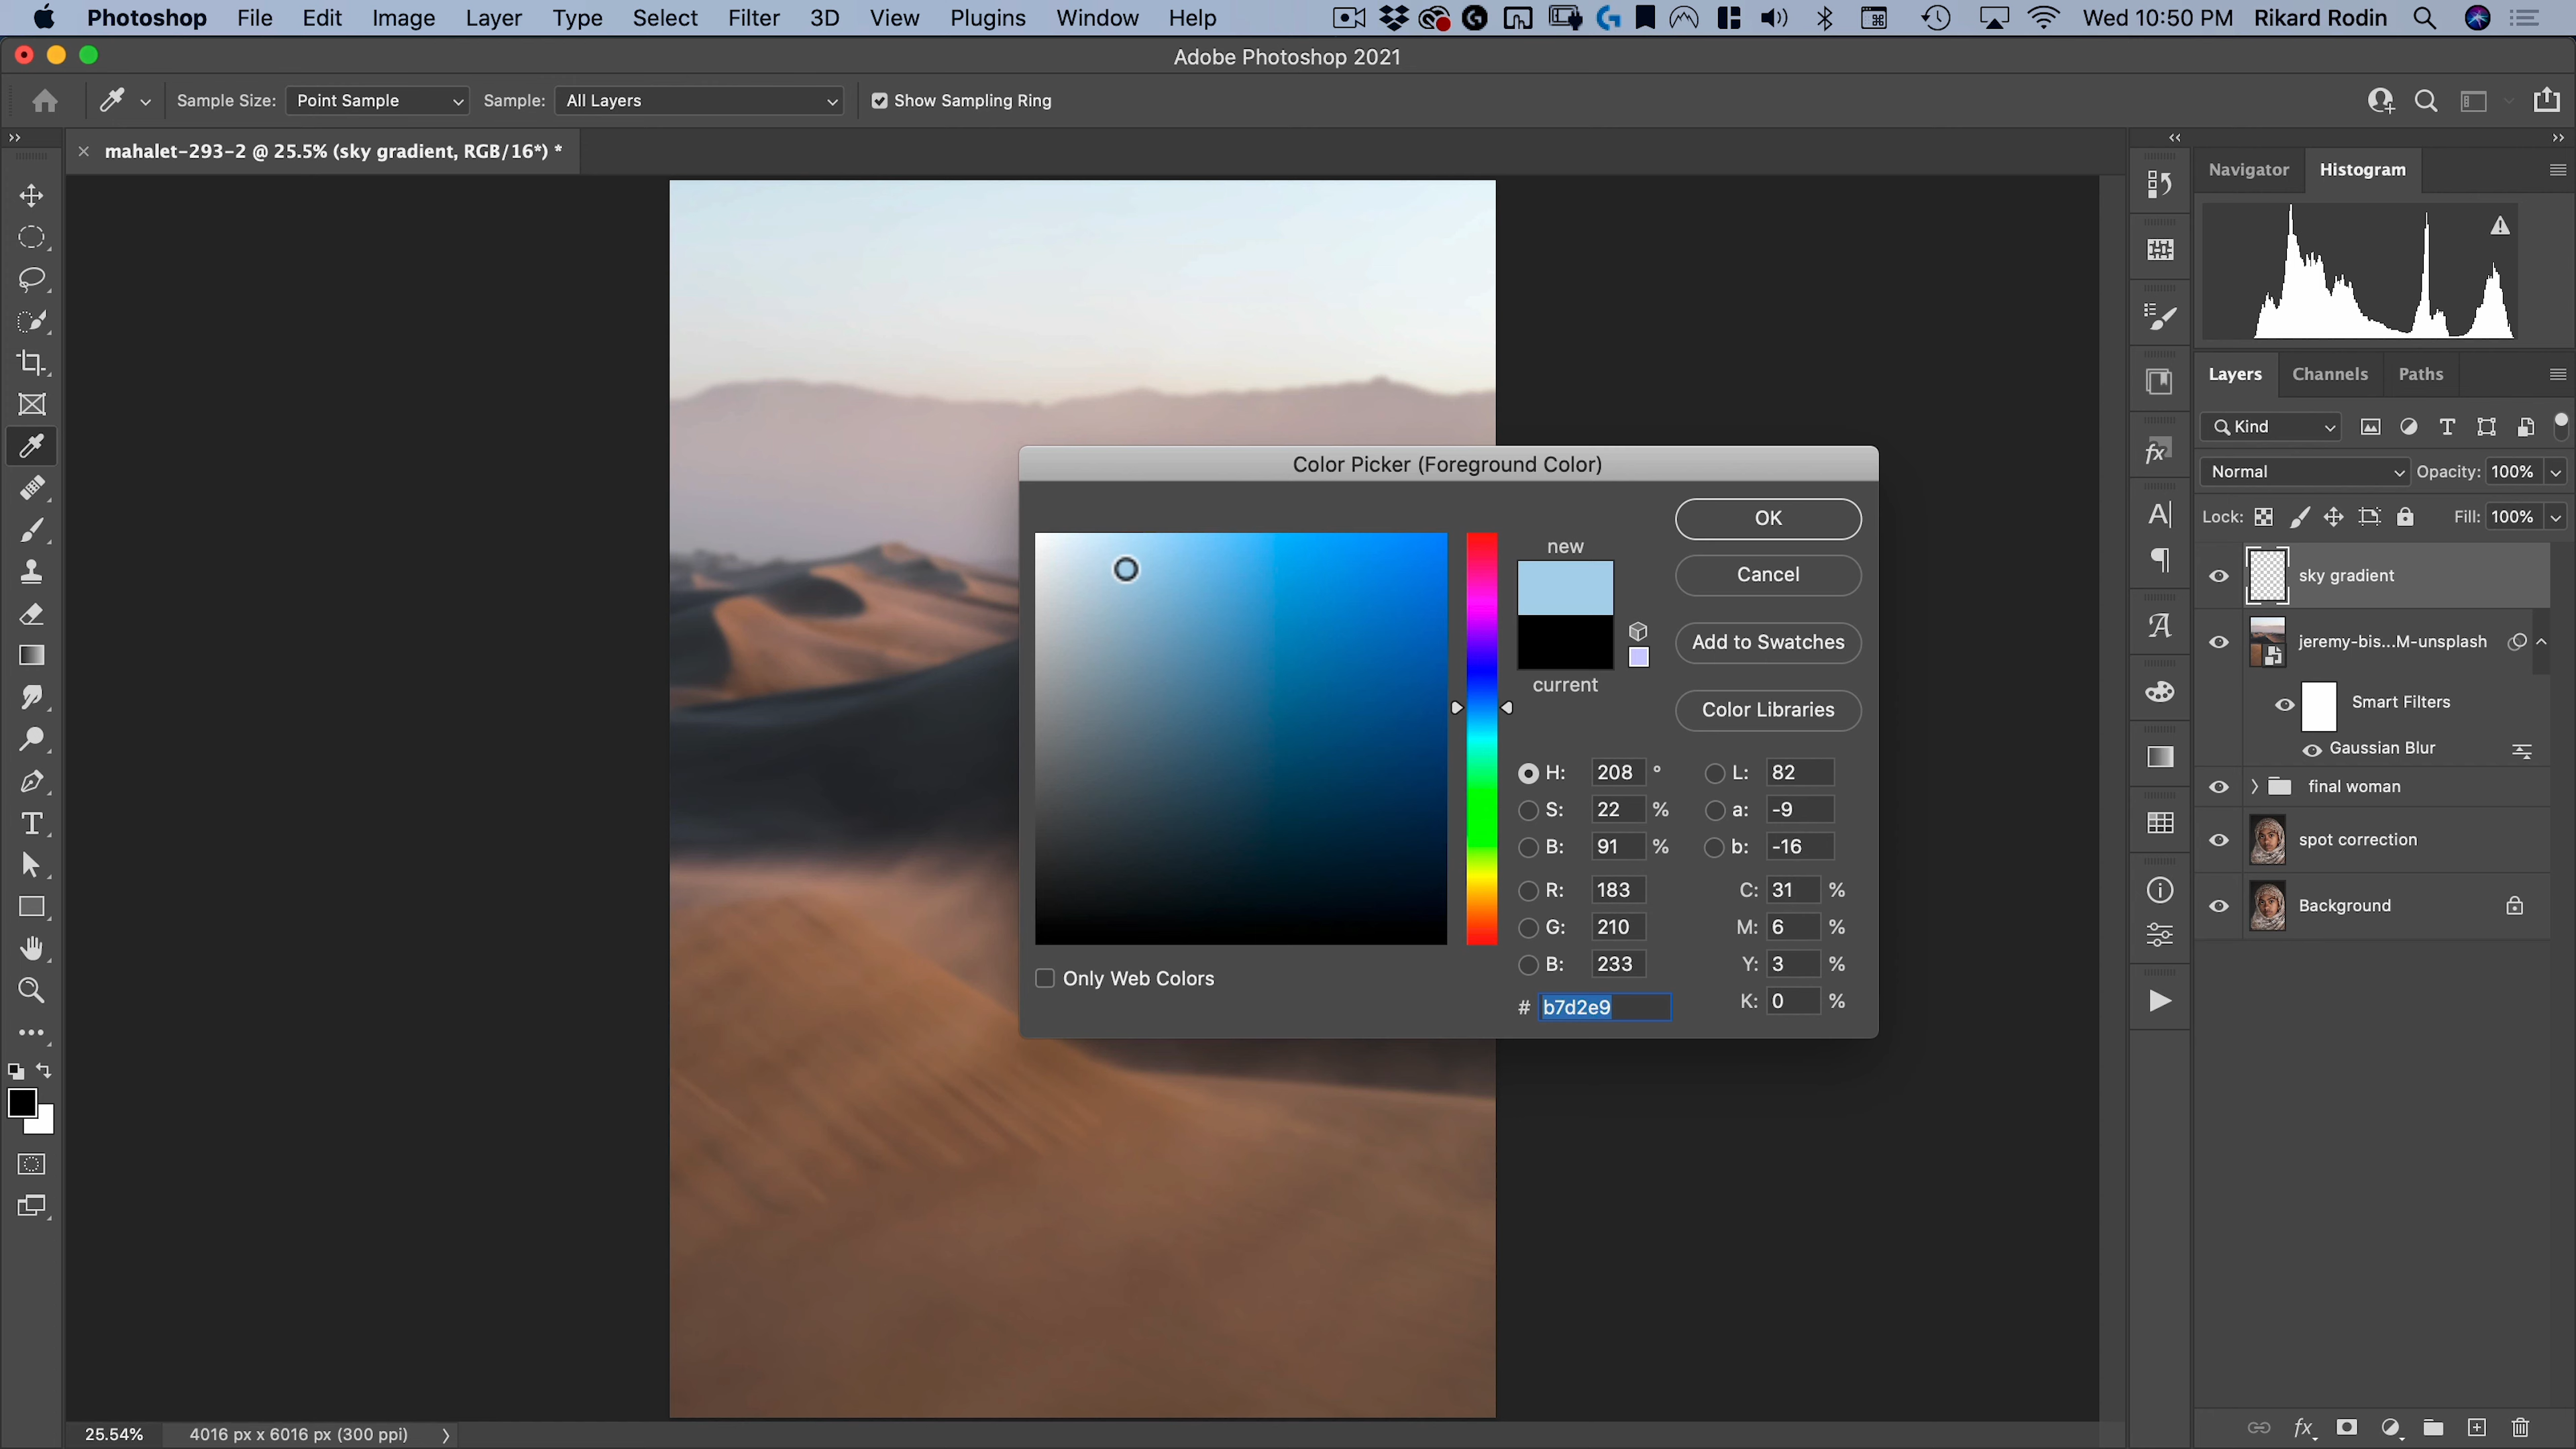 Photoshop File Edit Image Layer Type Select Filter 3D View Plugins Window Help Wed 10:50 PM Rikard Rodin
Adobe Photoshop 2021
Sample Size: Point Sample Sample: All Layers Show Sampling Ring
mahalet-293-2 @ 25.5% (sky gradient, RGB/16*) *
Navigator Histogram
Layers Channels Paths
Kind
Normal Opacity: 100%
Lock: Fill: 100%
sky gradient
jeremy-bis...M-unsplash
Smart Filters
Gaussian Blur
final woman
spot correction
Background
Color Picker (Foreground Color)
new
current
OK
Cancel
Add to Swatches
Color Libraries
H: 208 ° L: 82
S: 22 % a: -9
B: 91 % b: -16
R: 183 C: 31 %
G: 210 M: 6 %
B: 233 Y: 3 %
# b7d2e9 K: 0 %
Only Web Colors
25.54% 4016 px x 6016 px (300 ppi)